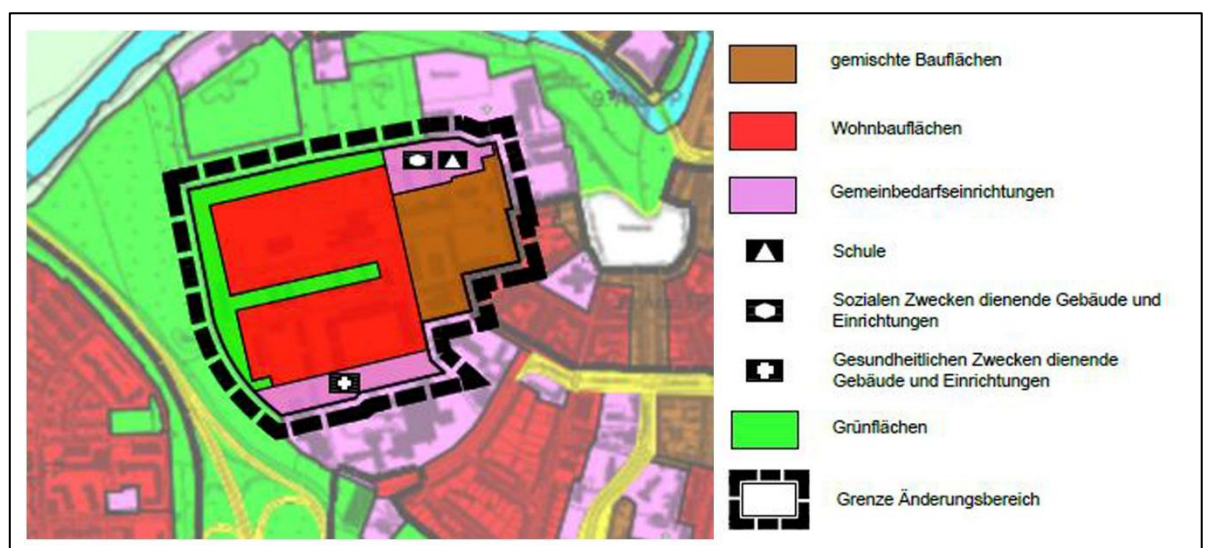 gemischte Bauflächen
Wohnbauflächen
Gemeinbedarfseinrichtungen
Schule
Sozialen Zwecken dienende Gebäude und
Einrichtungen
Gesundheitlichen Zwecken dienende
Gebäude und Einrichtungen
Grünflächen
Grenze Änderungsbereich